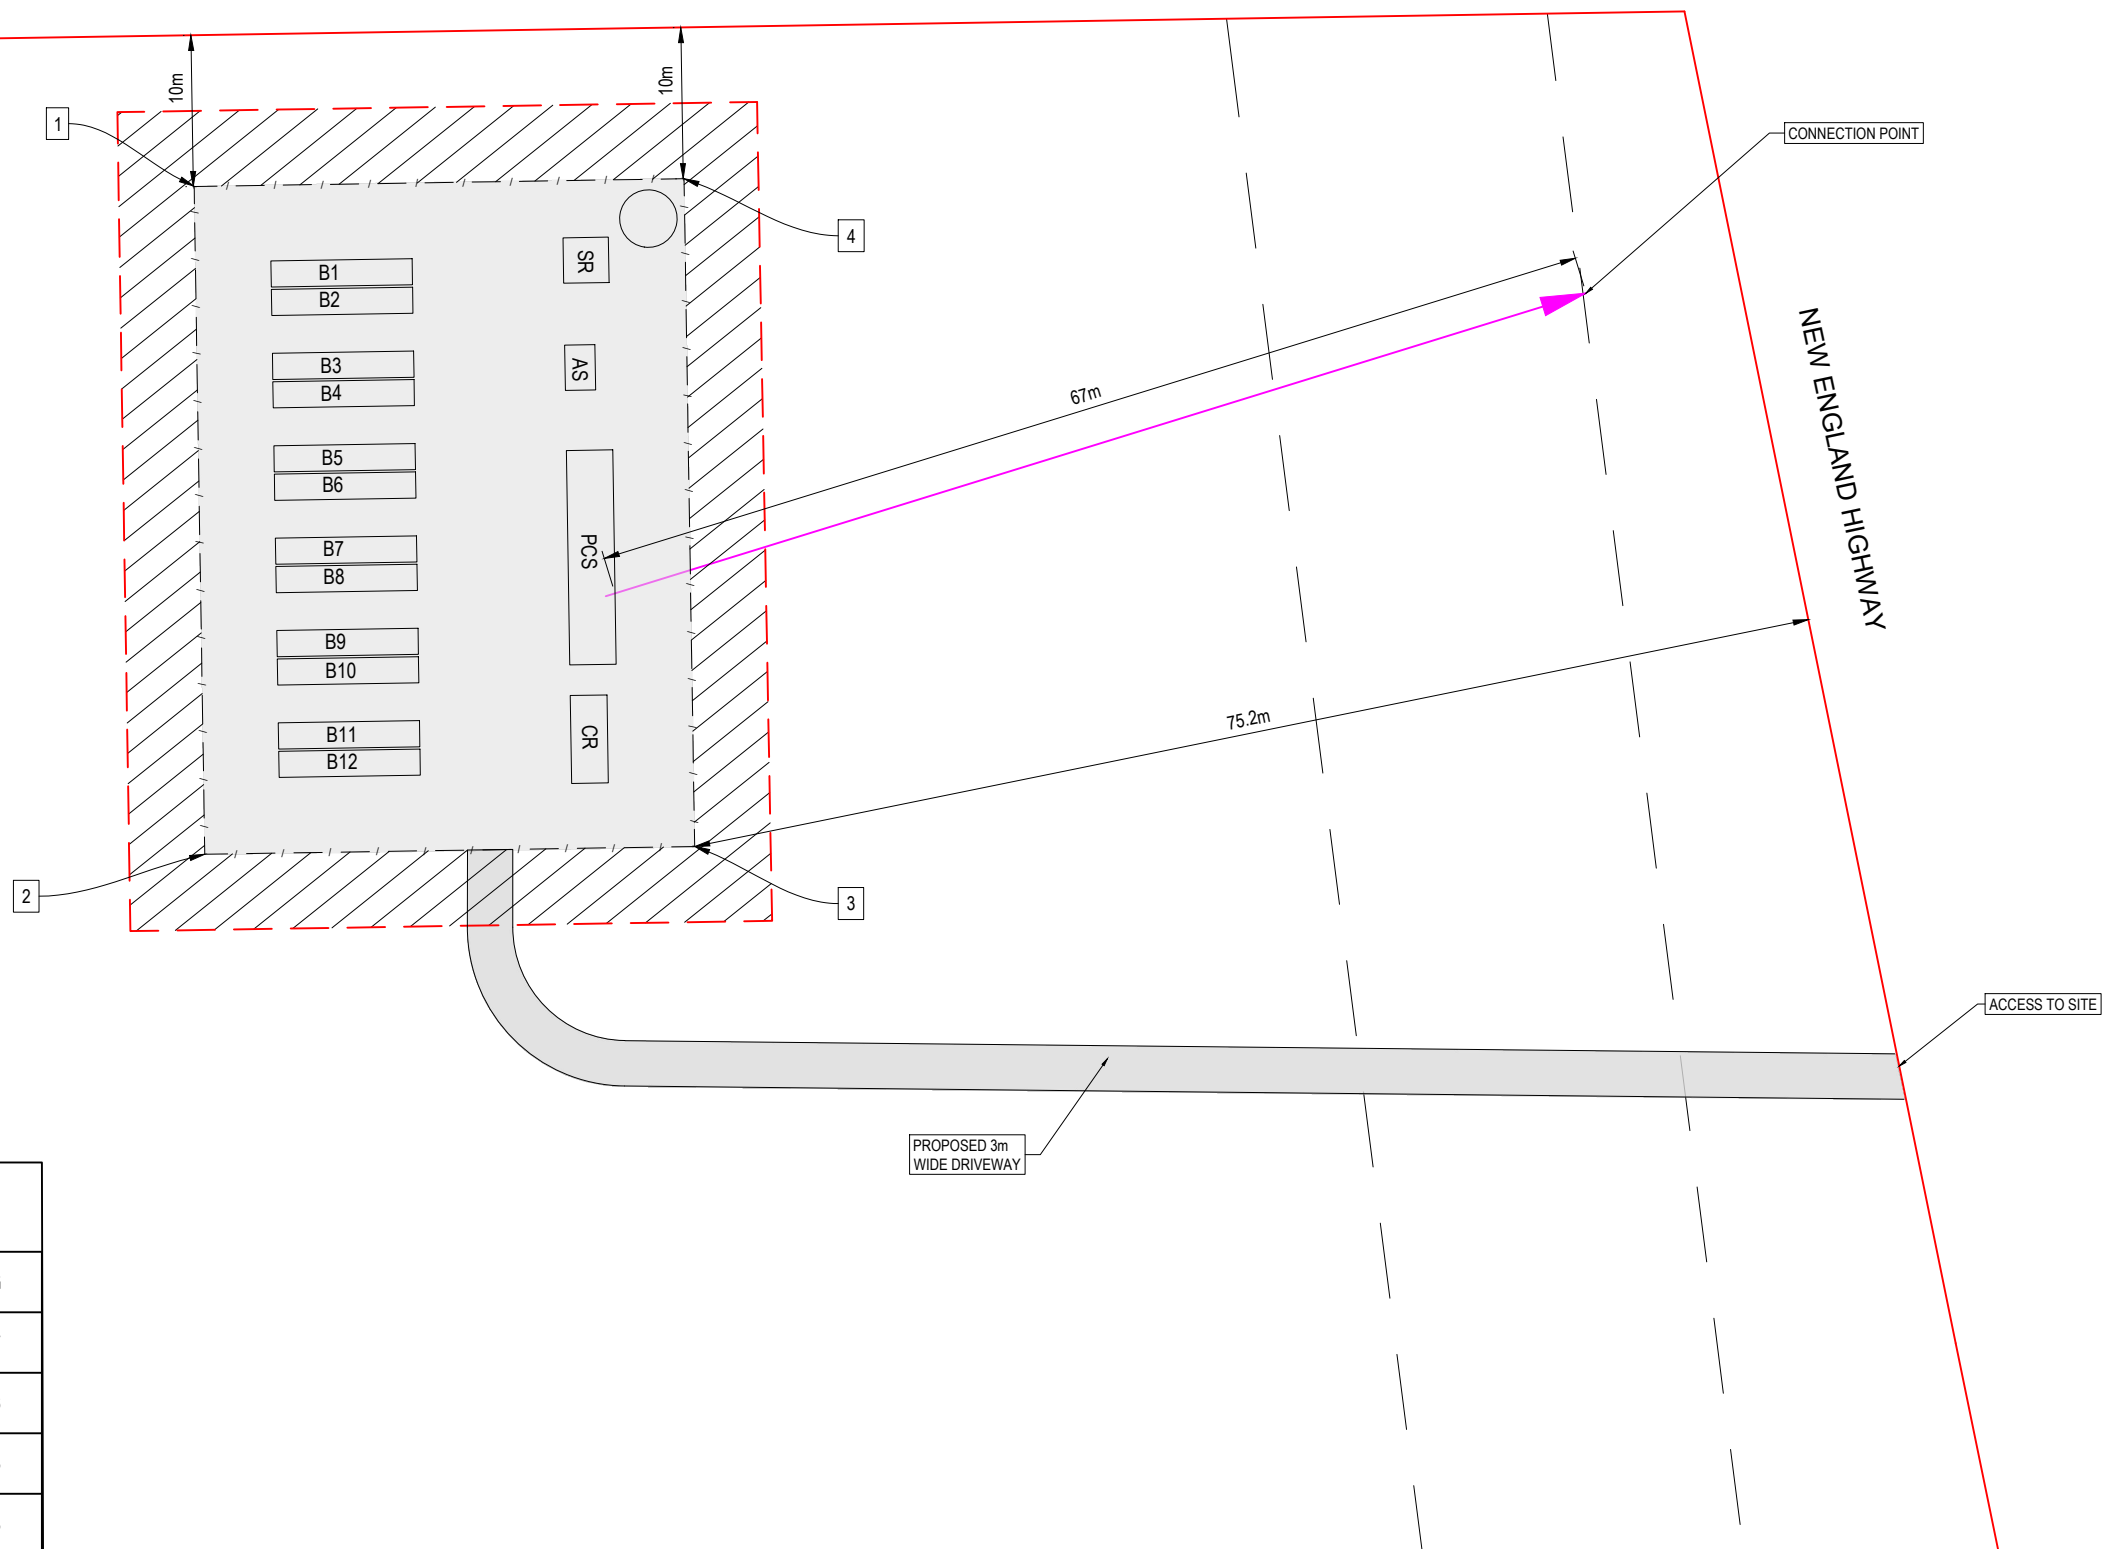 10m
10m
1
CONNECTION POINT
4
SR
B1
B2
B3
B4
AS
67m
NEW ENGLAND HIGHWAY
B5
B6
PCS
B7
B8
B9
B10
75.2m
CR
B11
B12
2
3
ACCESS TO SITE
PROPOSED 3m
WIDE DRIVEWAY